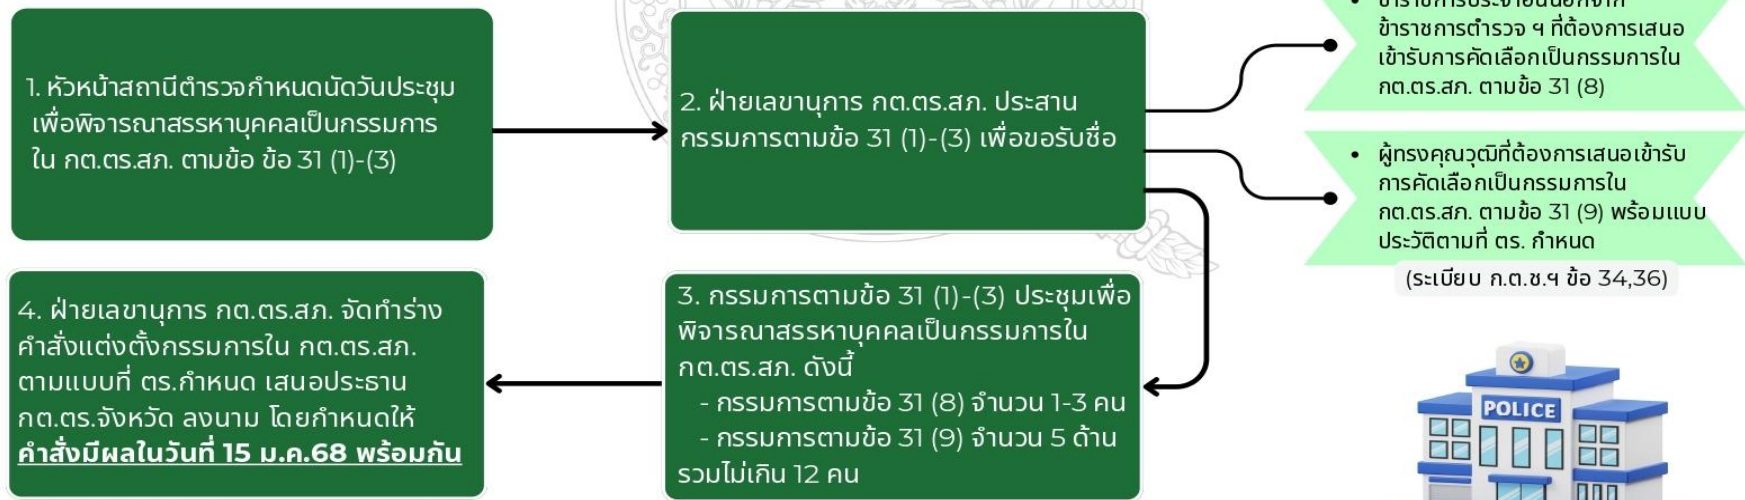 1. หัวหน้าสถานีตำรวจกำหนดนัดวันประชุม
เพื่อพิจารณาสรรหาบุคคลเป็นกรรมการ
ใน กต.ตร.สภ. ตามข้อ ข้อ 31 (1)-(3)
2. ฝ่ายเลขานุการ กต.ตร.สภ. ประสาน
กรรมการตามข้อ 31 (1)-(3) เพื่อขอรับชื่อ
ข้าราชการตำรวจ ฯ ที่ต้องการเสนอ
เข้ารับการคัดเลือกเป็นกรรมการใน
กต.ตร.สภ. ตามข้อ 31 (8)
• ผู้ทรงคุณวุฒิที่ต้องการเสนอเข้ารับ
การคัดเลือกเป็นกรรมการใน
กต.ตร.สภ. ตามข้อ 31 (9) พร้อมแบบ
ประวัติตามที่ ตร. กำหนด
(ระเบียบ ก.ต.ช.ฯ ข้อ 34,36)
3. กรรมการตามข้อ 31 (1)-(3) ประชุมเพื่อ
พิจารณาสรรหาบุคคลเป็นกรรมการใน
กต.ตร.สภ. ดังนี้
- กรรมการตามข้อ 31 (8) จำนวน 1-3 คน
- กรรมการตามข้อ 31 (9) จำนวน 5 ด้าน
รวมไม่เกิน 12 คน
4. ฝ่ายเลขานุการ กต.ตร.สภ. จัดทำร่าง
คำสั่งแต่งตั้งกรรมการใน กต.ตร.สภ.
ตามแบบที่ ตร.กำหนด เสนอประธาน
กต.ตร.จังหวัด ลงนาม โดยกำหนดให้
คำสั่งมีผลในวันที่ 15 ม.ค.68 พร้อมกัน
POLICE